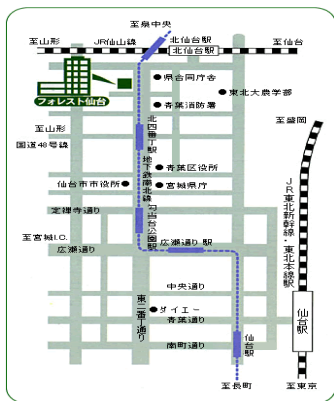 至泉中央
北仙台駅
至山形
JR仙山線
北仙台駅
至仙台
県合同庁舎
東北大農学部
フォレスト仙台
青葉消防署
至盛岡
至山形
国道48号線
北四番丁駅
地下鉄南北線
青葉区役所
仙台市市役所
宮城県庁
定禅寺通り
勾当台公園駅
至宮城I.C.
広瀬通り
広瀬通り駅
JR東北新幹線・東北本線駅
中央通り
東二番丁通り
ダイエー
青葉通り
仙台駅
仙台駅
南町通り
至長町
至東京